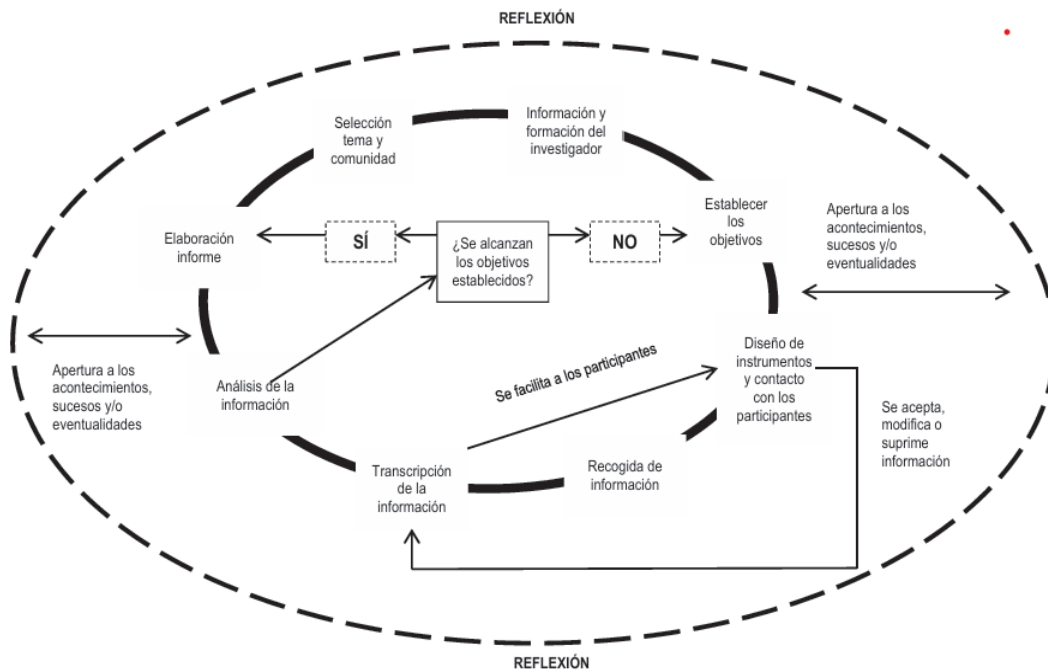 REFLEXIÓN
Selección
tema y
comunidad
Información y
formación del
investigador
Establecer
los
objetivos
Apertura a los
acontecimientos,
sucesos y/o
eventualidades
Elaboración
informe
SÍ
¿Se alcanzan
los objetivos
establecidos?
NO
Apertura a los
acontecimientos,
sucesos y/o
eventualidades
Análisis de la
información
Se facilita a los participantes
Diseño de
instrumentos
y contacto
con los
participantes
Se acepta,
modifica o
suprime
información
Transcripción
de la
información
Recogida de
información
REFLEXIÓN